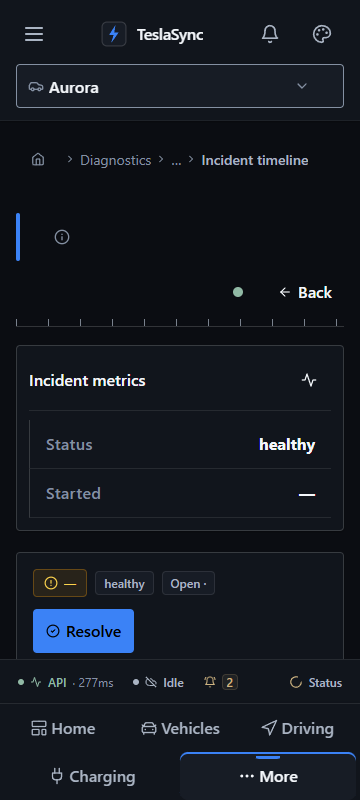 TeslaSync
Aurora
Diagnostics ... Incident timeline
Back
Incident metrics
Status healthy
Started —
— healthy Open ·
Resolve
API · 277ms Idle 2 Status
Home Vehicles Driving
Charging More